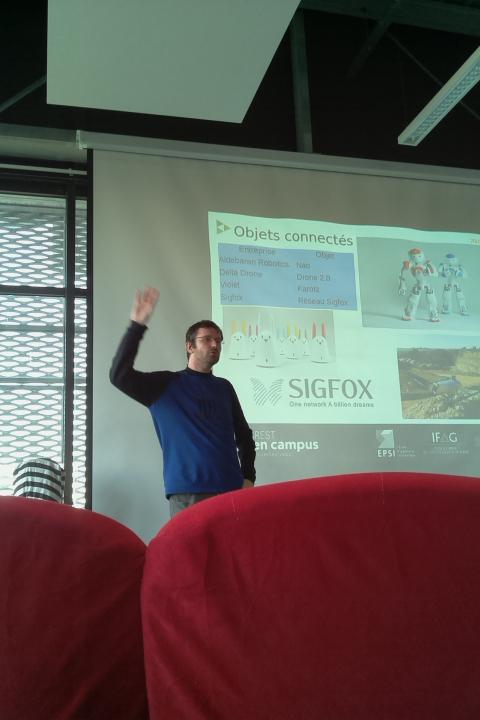 Objets connectés
Entreprise Objet
Aldebaran Robotics Nao
Delta Drone Drone 2.0
Violet Karotz
Sigfox Réseau Sigfox
SIGFOX
One network A billion dreams
en campus
EPSI
IFAG